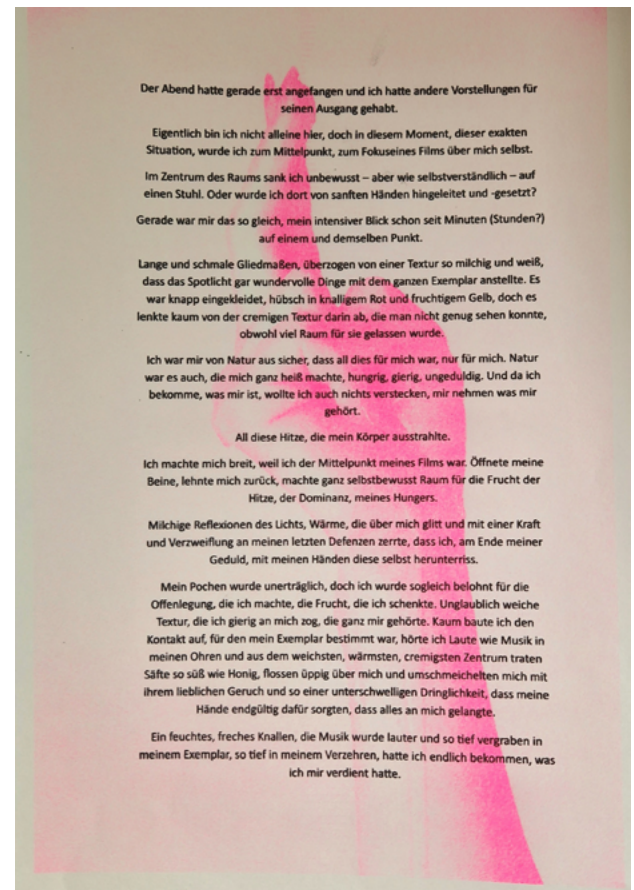 Der Abend hatte gerade erst angefangen und ich hatte andere Vorstellungen für
seinen Ausgang gehabt.
Eigentlich bin ich nicht alleine hier, doch in diesem Moment, dieser exakten
Situation, wurde ich zum Mittelpunkt, zum Fokuseines Films über mich selbst.
Im Zentrum des Raums sank ich unbewusst – aber wie selbstverständlich – auf
einen Stuhl. Oder wurde ich dort von sanften Händen hingeleitet und -gesetzt?
Gerade war mir das so gleich, mein intensiver Blick schon seit Minuten (Stunden?)
auf einem und demselben Punkt.
Lange und schmale Gliedmaßen, überzogen von einer Textur so milchig und weiß,
dass das Spotlicht gar wundervolle Dinge mit dem ganzen Exemplar anstellte. Es
war knapp eingekleidet, hübsch in knalligem Rot und fruchtigem Gelb, doch es
lenkte kaum von der cremigen Textur darin ab, die man nicht genug sehen konnte,
obwohl viel Raum für sie gelassen wurde.
Ich war mir von Natur aus sicher, dass all dies für mich war, nur für mich. Natur
war es auch, die mich ganz heiß machte, hungrig, gierig, ungeduldig. Und da ich
bekomme, was mir ist, wollte ich auch nichts verstecken, mir nehmen was mir
gehört.
All diese Hitze, die mein Körper ausstrahlte.
Ich machte mich breit, weil ich der Mittelpunkt meines Films war. Öffnete meine
Beine, lehnte mich zurück, machte ganz selbstbewusst Raum für die Frucht der
Hitze, der Dominanz, meines Hungers.
Milchige Reflexionen des Lichts, Wärme, die über mich glitt und mit einer Kraft
und Verzweiflung an meinen letzten Defenzen zerrte, dass ich, am Ende meiner
Geduld, mit meinen Händen diese selbst herunterriss.
Mein Pochen wurde unerträglich, doch ich wurde sogleich belohnt für die
Offenlegung, die ich machte, die Frucht, die ich schenkte. Unglaublich weiche
Textur, die ich gierig an mich zog, die ganz mir gehörte. Kaum baute ich den
Kontakt auf, für den mein Exemplar bestimmt war, hörte ich Laute wie Musik in
meinen Ohren und aus dem weichsten, wärmsten, cremigsten Zentrum traten
Säfte so süß wie Honig, flossen üppig über mich und umschmeichelten mich mit
ihrem lieblichen Geruch und so einer unterschwelligen Dringlichkeit, dass meine
Hände endgültig dafür sorgten, dass alles an mich gelangte.
Ein feuchtes, freches Knallen, die Musik wurde lauter und so tief vergraben in
meinem Exemplar, so tief in meinem Verzehren, hatte ich endlich bekommen, was
ich mir verdient hatte.